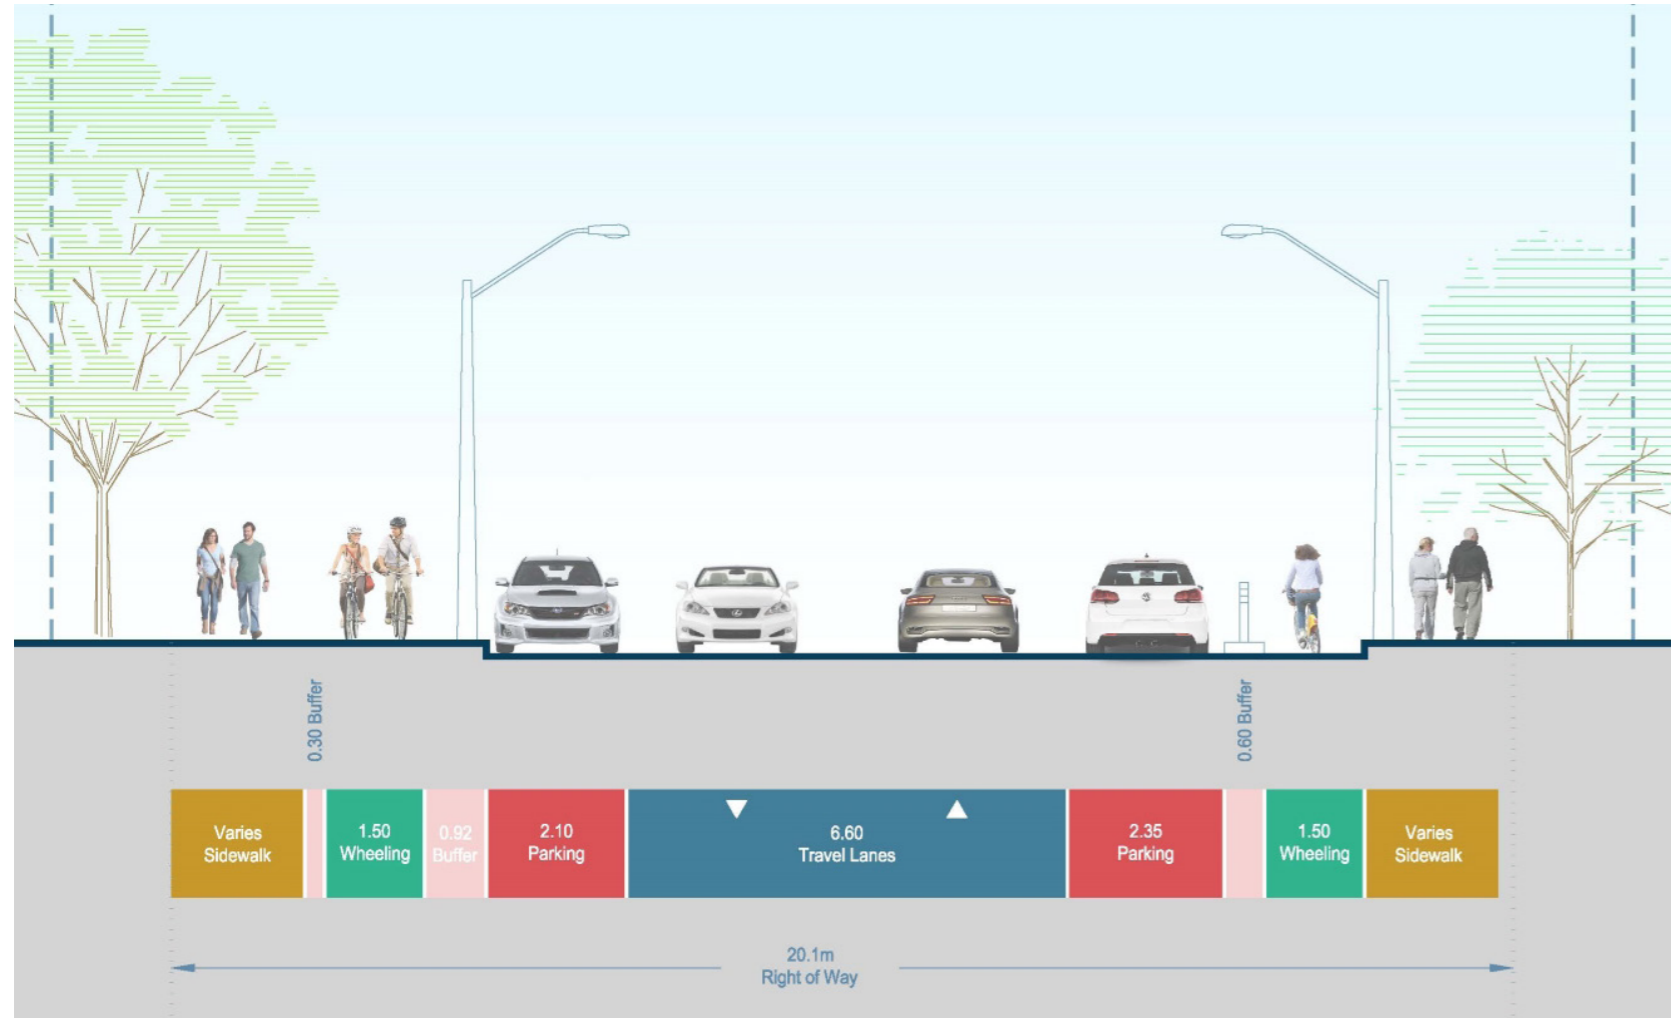 0.30 Buffer
0.60 Buffer
Varies
Sidewalk
1.50
Wheeling
0.92
Buffer
2.10
Parking
6.60
Travel Lanes
2.35
Parking
1.50
Wheeling
Varies
Sidewalk
20.1m
Right of Way